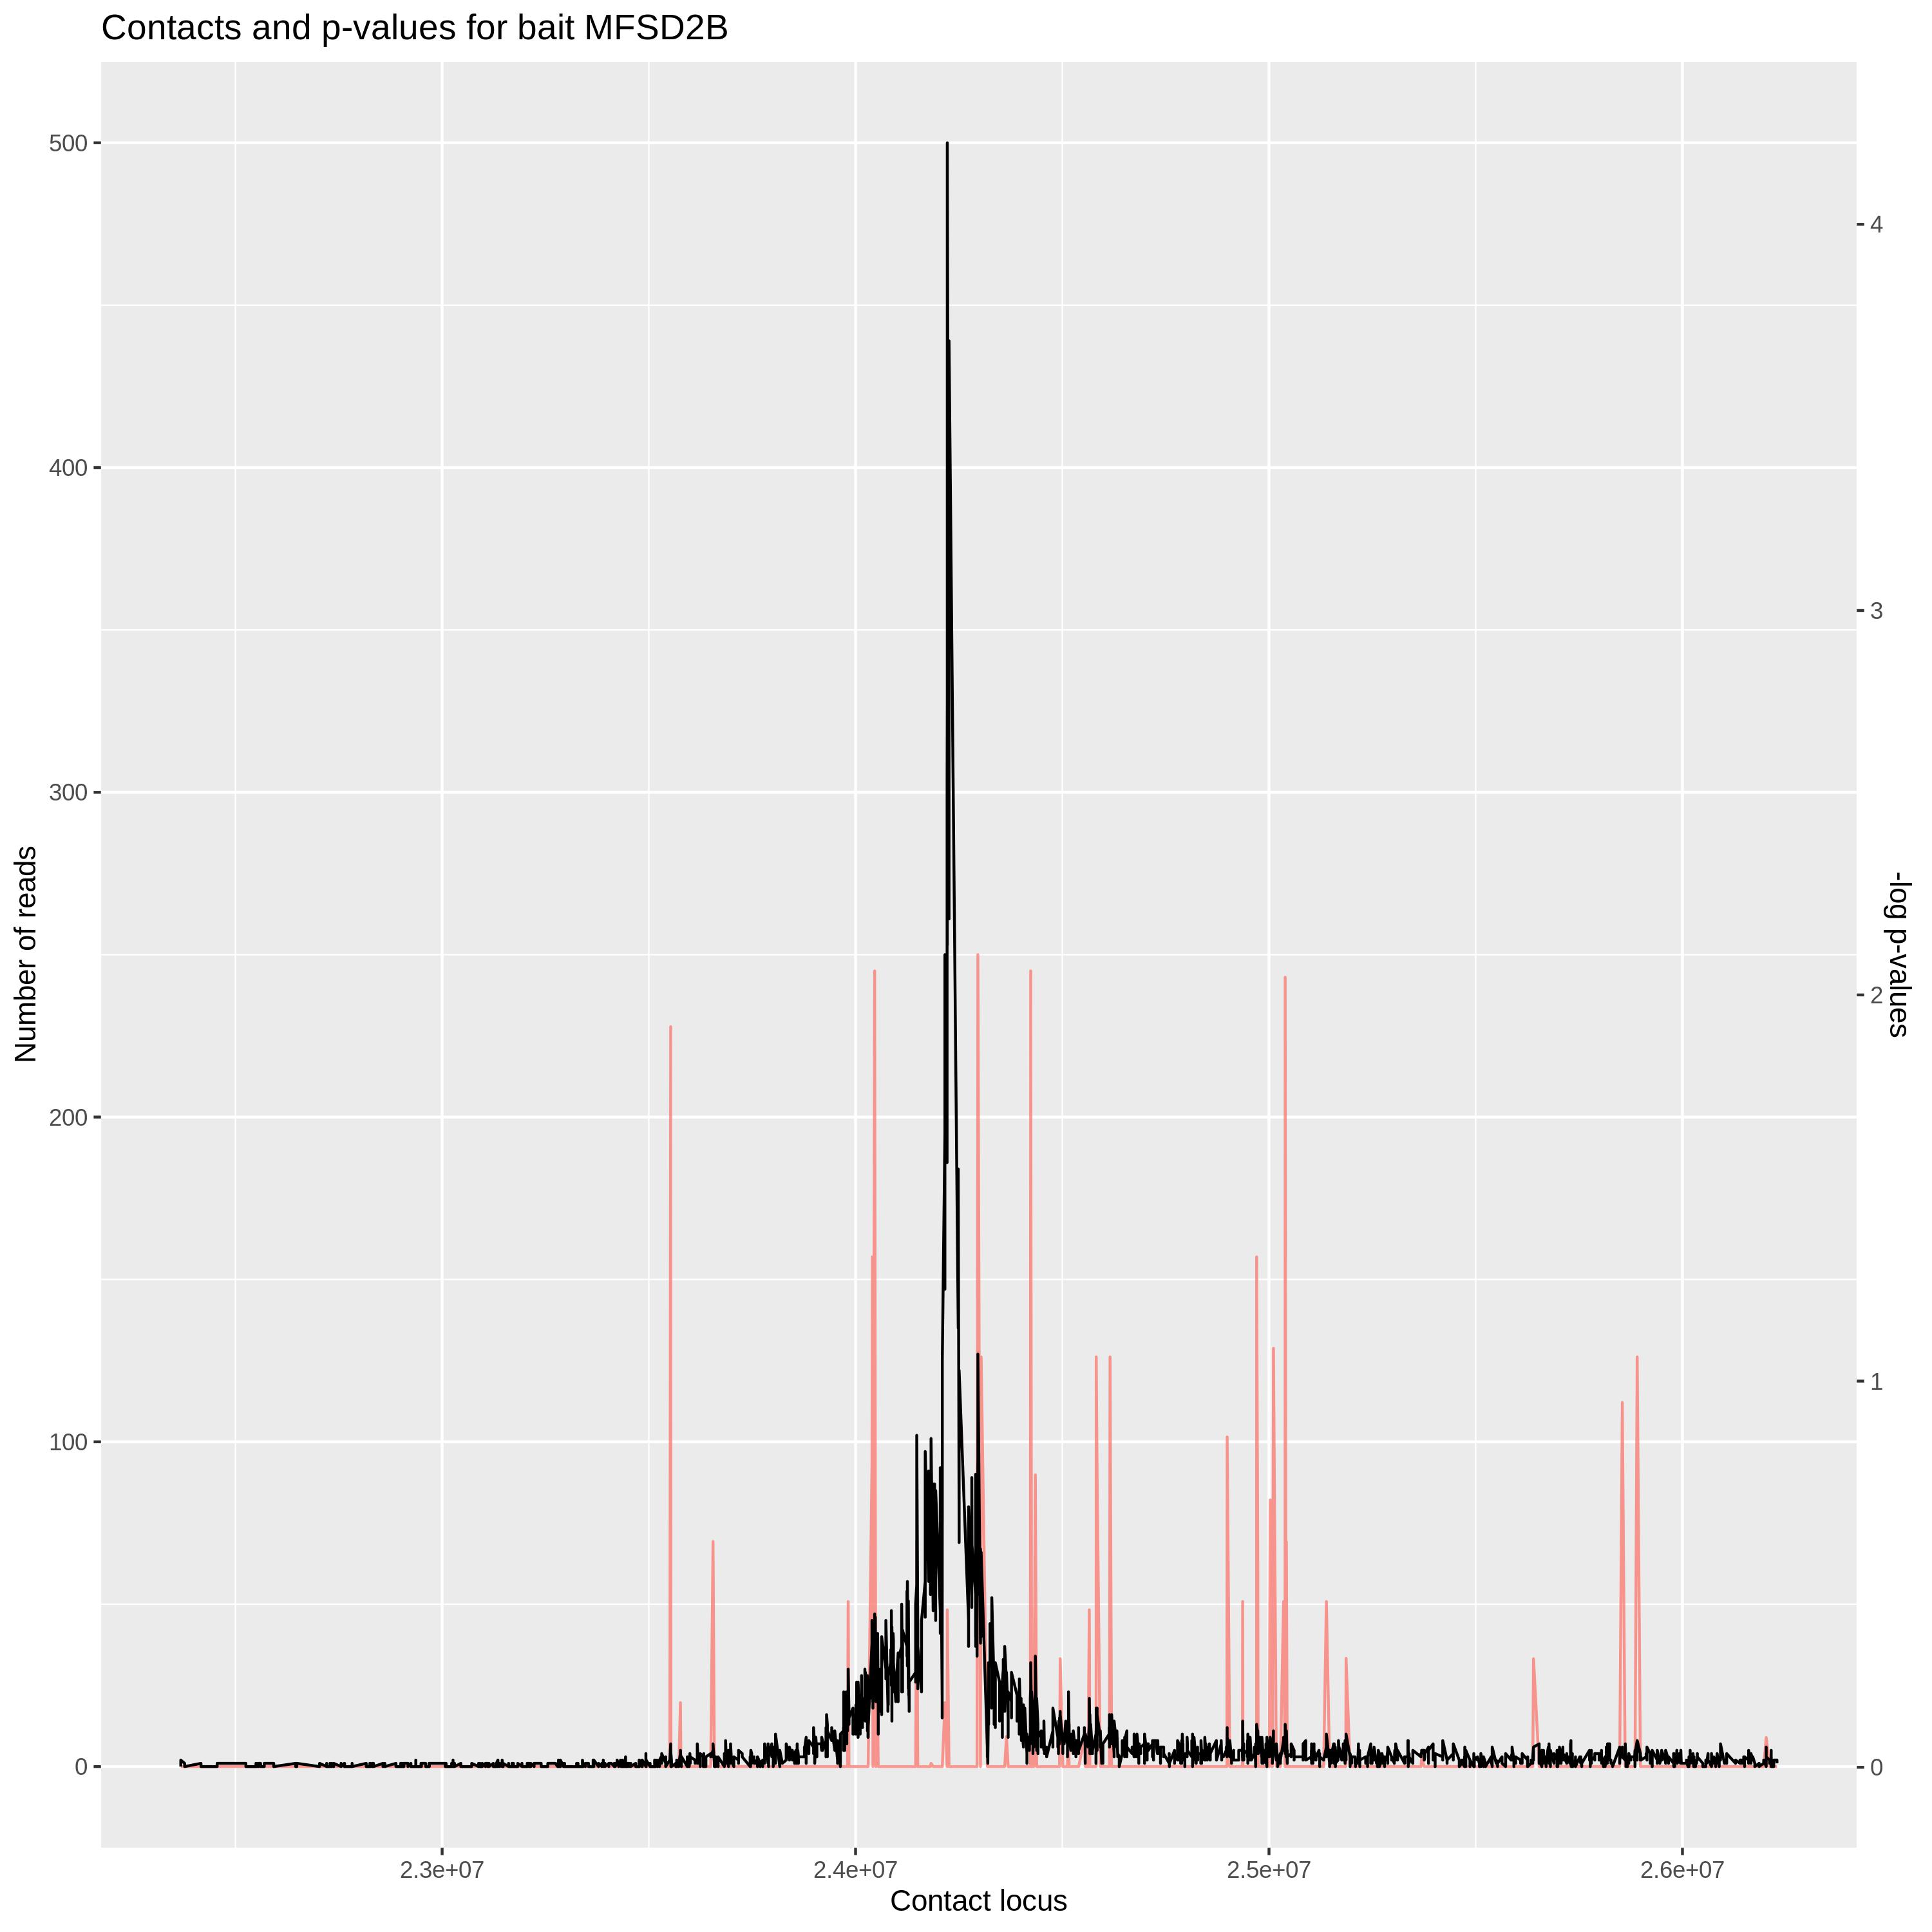 Contacts and p-values for bait MFSD2B
500
400
300
200
100
0
Number of reads
4
3
2
1
0
-log p-values
2.3e+07
2.4e+07
2.5e+07
2.6e+07
Contact locus